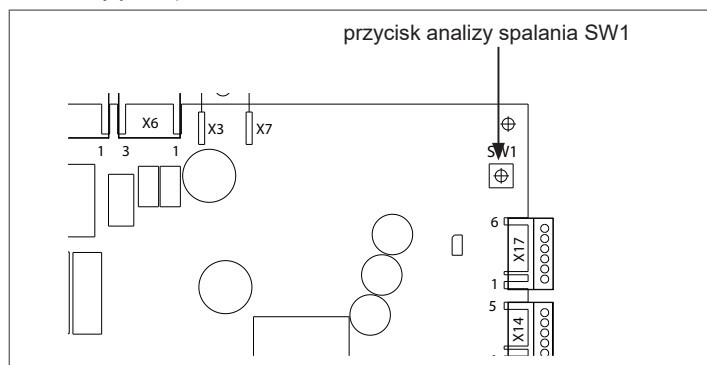 przycisk analizy spalania SW1
X6
X3
X7
1 3 1
SW1
6
X17
1
5
X14